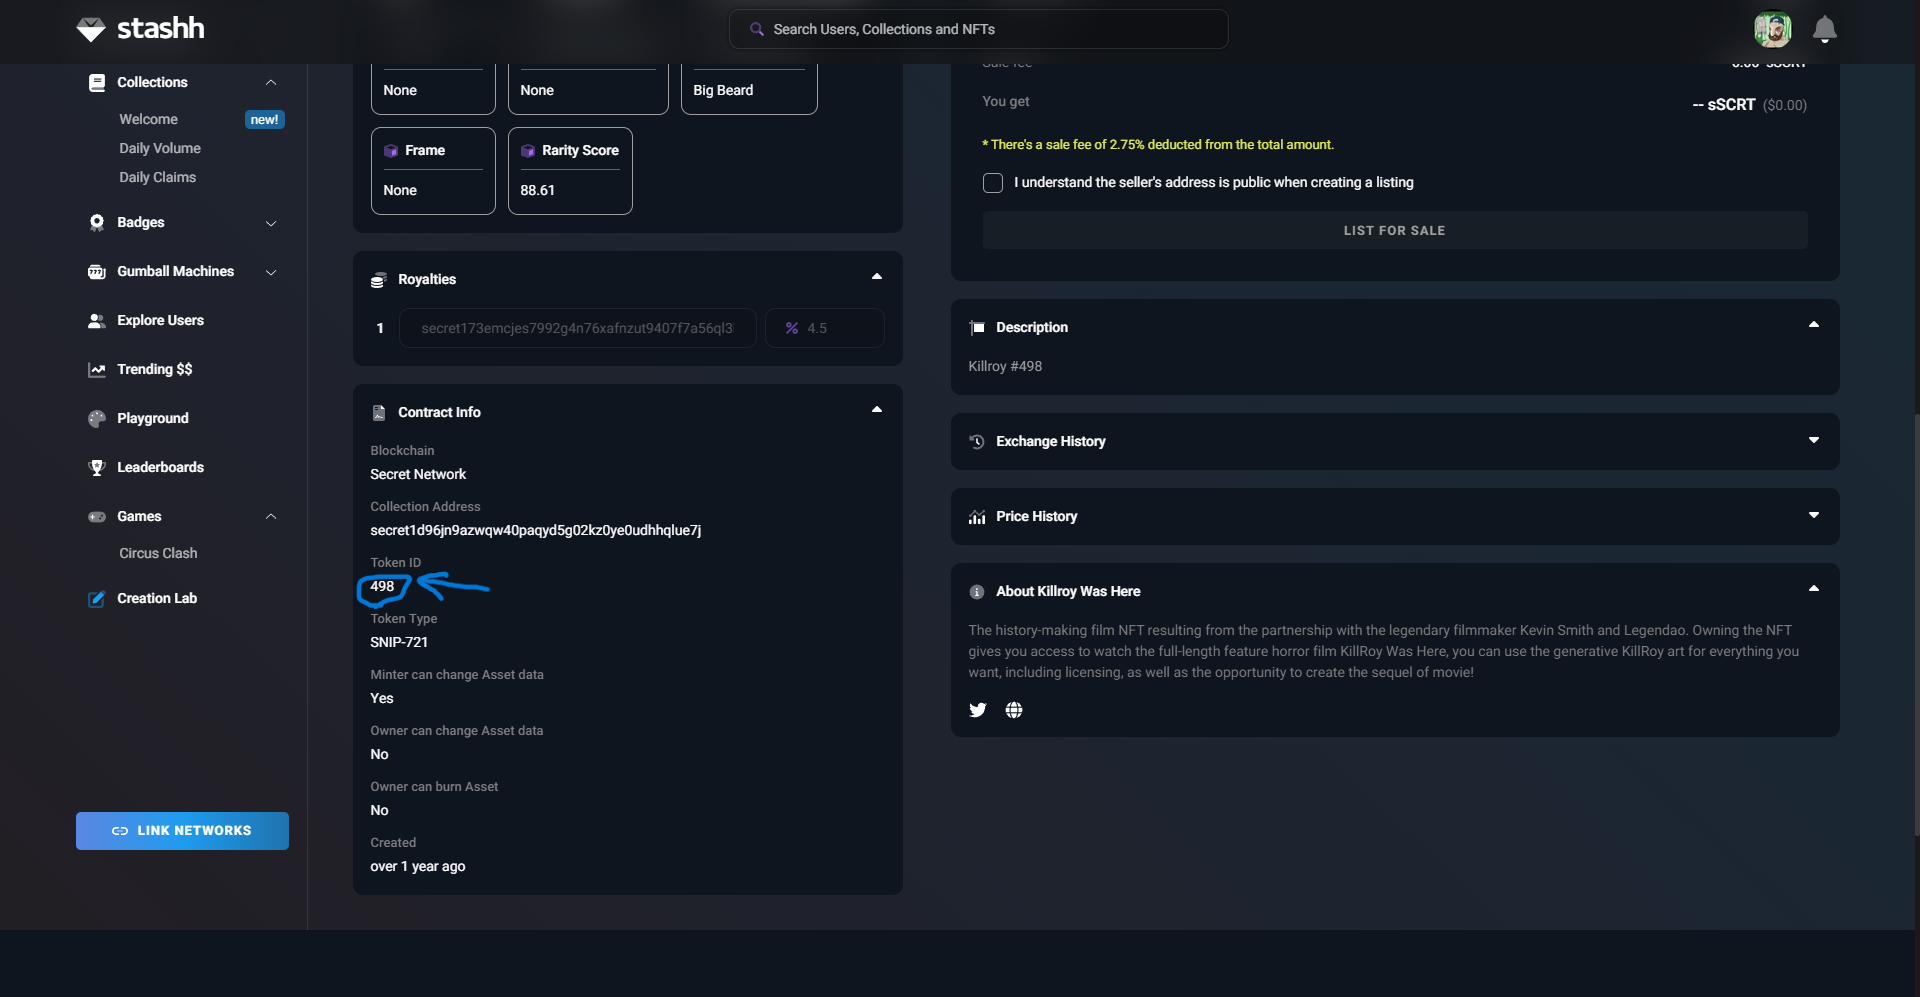 stashh
Search Users, Collections and NFTs
Collections
Welcome
new!
Daily Volume
Daily Claims
Badges
Gumball Machines
Explore Users
Trending $$
Playground
Leaderboards
Games
Circus Clash
Creation Lab
LINK NETWORKS
None
None
Big Beard
Frame
None
Rarity Score
88.61
Royalties
1
secret173emcjes7992g4n76xafnzut9407f7a56ql3
% 4.5
Contract Info
Blockchain
Secret Network
Collection Address
secret1d96jn9azwqw40paqyd5g02kz0ye0udhhqlue7j
Token ID
498
Token Type
SNIP-721
Minter can change Asset data
Yes
Owner can change Asset data
No
Owner can burn Asset
No
Created
over 1 year ago
Sale fee
0.00 sSCRT
You get
-- sSCRT ($0.00)
* There's a sale fee of 2.75% deducted from the total amount.
I understand the seller's address is public when creating a listing
LIST FOR SALE
Description
Killroy #498
Exchange History
Price History
About Killroy Was Here
The history-making film NFT resulting from the partnership with the legendary filmmaker Kevin Smith and Legendao. Owning the NFT
gives you access to watch the full-length feature horror film KillRoy Was Here, you can use the generative KillRoy art for everything you
want, including licensing, as well as the opportunity to create the sequel of movie!